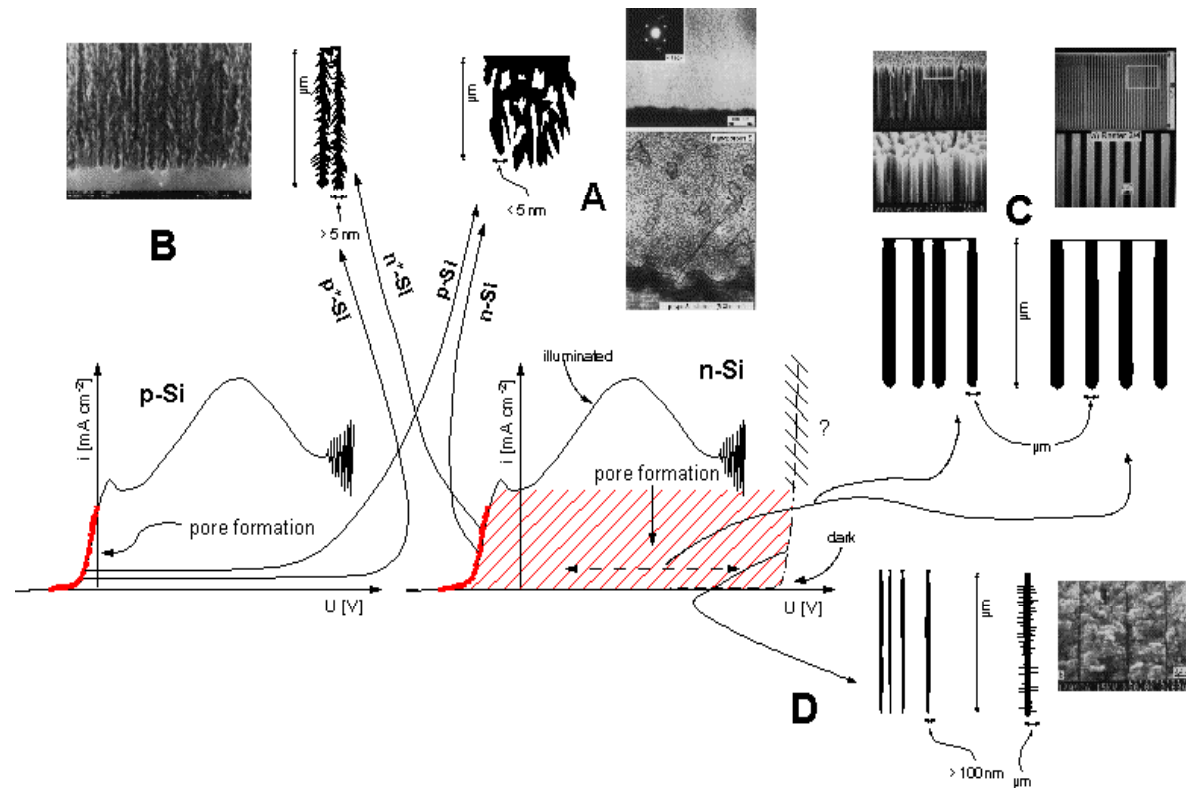 µm
µm
> 5 nm
< 5 nm
A
B
C
D
p⁺-Si
n⁺-Si
p-Si
n-Si
µm
µm
µm
i [mA cm⁻²]
p-Si
pore formation
U [V]
i [mA cm⁻²]
illuminated
n-Si
?
pore formation
dark
U [V]
µm
> 100 nm
µm